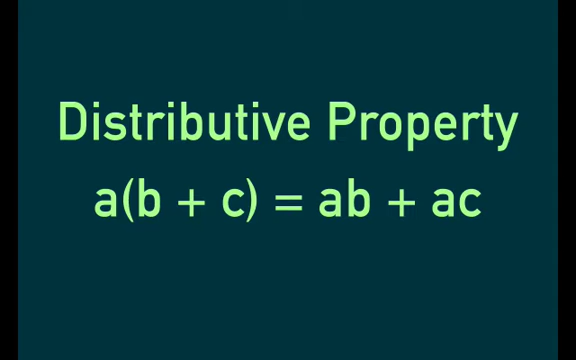 Distributive Property
a(b + c) = ab + ac